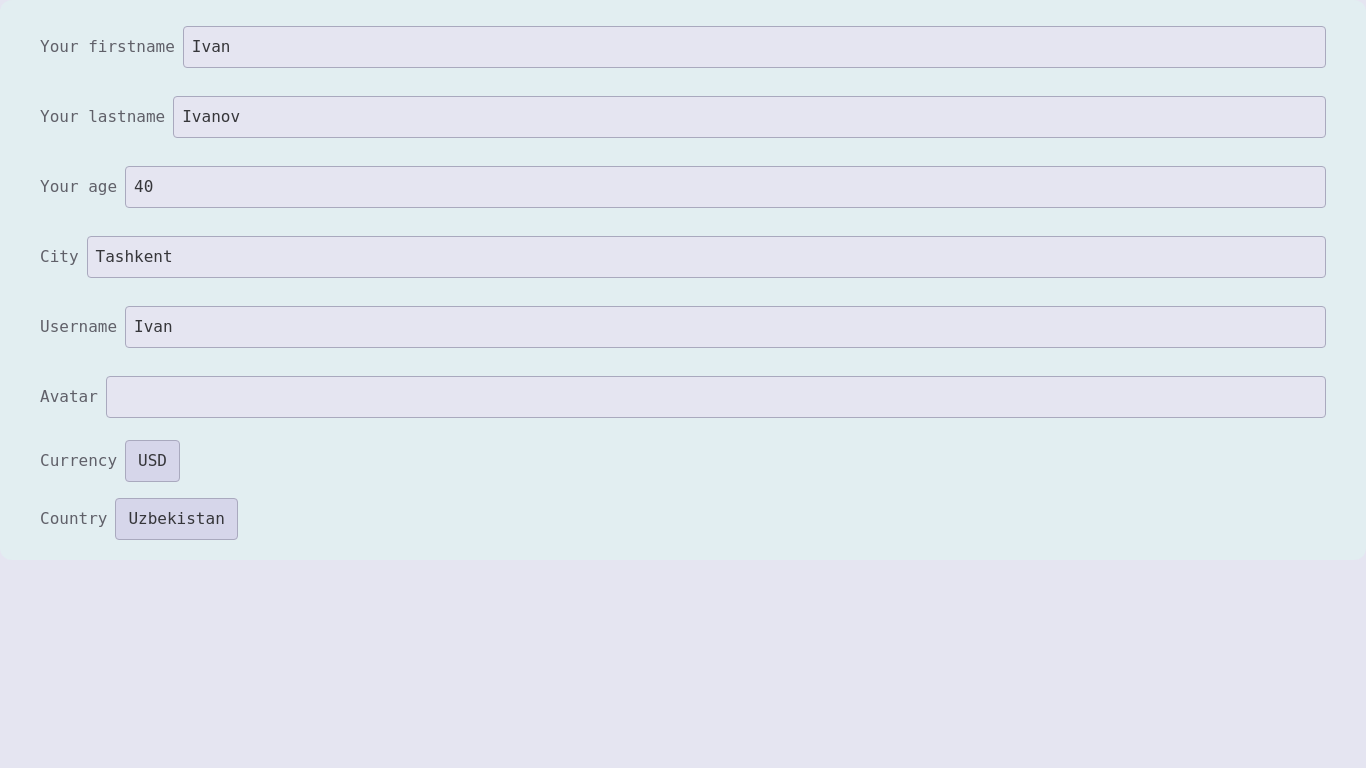 Your firstname Ivan
Your lastname Ivanov
Your age 40
City Tashkent
Username Ivan
Avatar
Currency USD
Country Uzbekistan